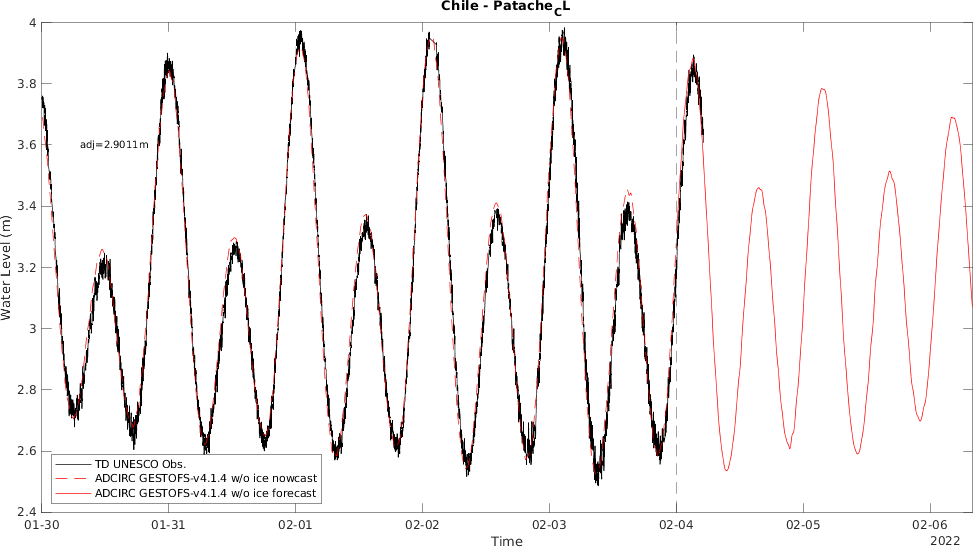 Chile - Patache_CL
4
3.8
adj=2.9011m
3.6
3.4
Water Level (m)
3.2
3
2.8
2.6
TD UNESCO Obs.
ADCIRC GESTOFS-v4.1.4 w/o ice nowcast
ADCIRC GESTOFS-v4.1.4 w/o ice forecast
2.4
01-30 01-31 02-01 02-02 02-03 02-04 02-05 02-06
Time
2022